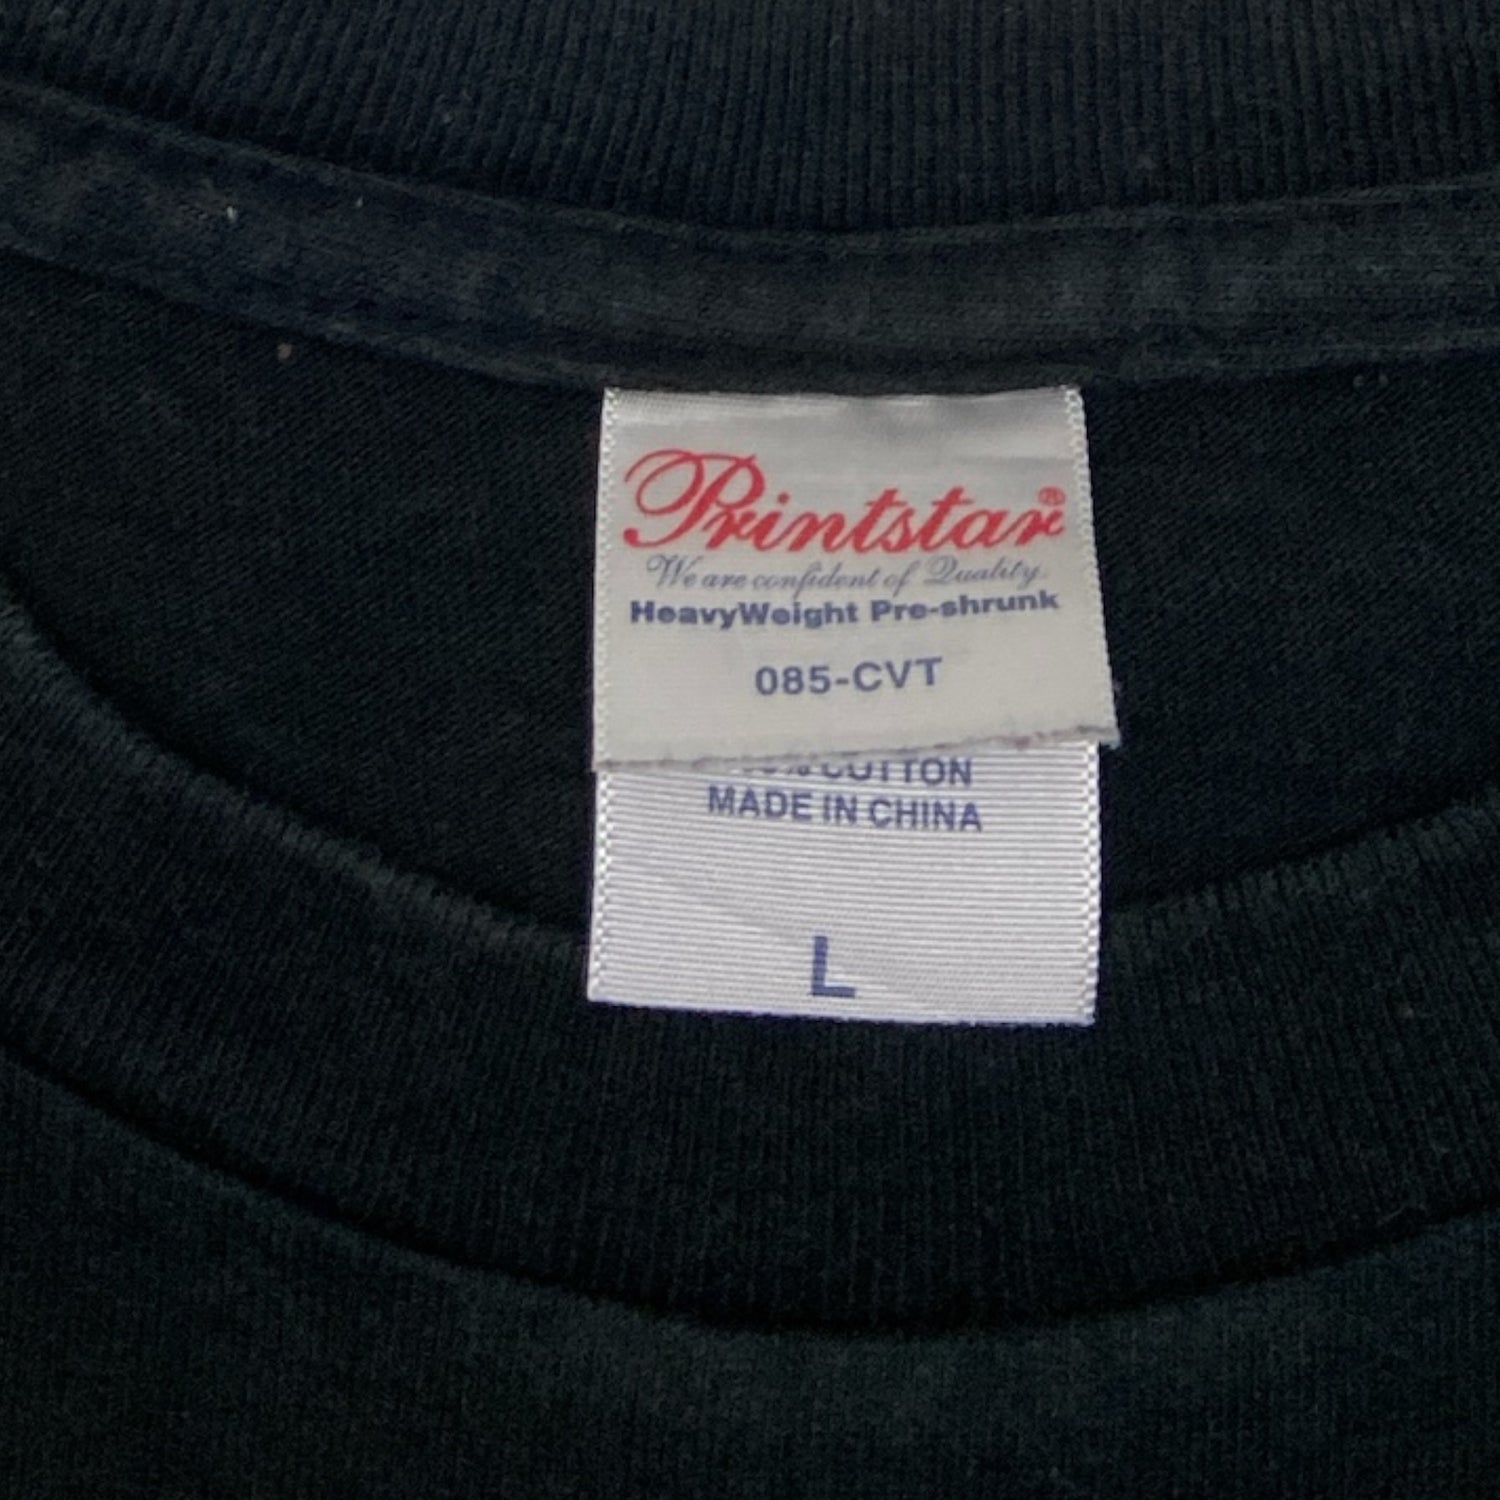 Printstar®
We are confident of Quality.
HeavyWeight Pre-shrunk
085-CVT
COTTON
MADE IN CHINA
L